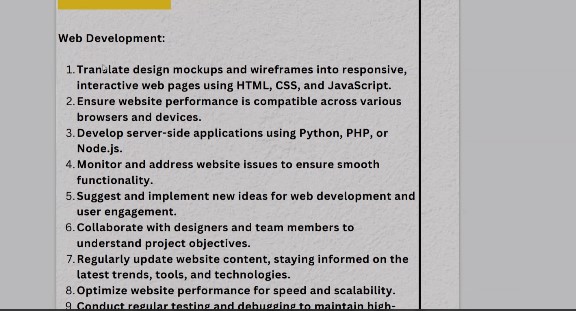 Web Development:
1. Translate design mockups and wireframes into responsive,
interactive web pages using HTML, CSS, and JavaScript.
2. Ensure website performance is compatible across various
browsers and devices.
3. Develop server-side applications using Python, PHP, or
Node.js.
4. Monitor and address website issues to ensure smooth
functionality.
5. Suggest and implement new ideas for web development and
user engagement.
6. Collaborate with designers and team members to
understand project objectives.
7. Regularly update website content, staying informed on the
latest trends, tools, and technologies.
8. Optimize website performance for speed and scalability.
9. Conduct regular testing and debugging to maintain high-